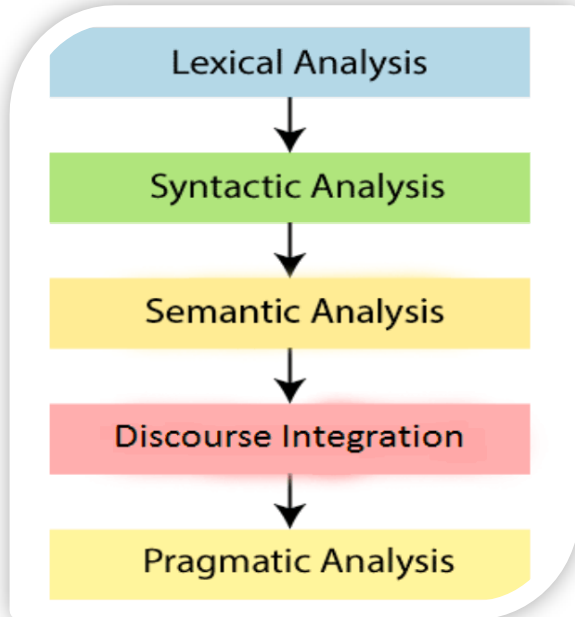 Lexical Analysis
Syntactic Analysis
Semantic Analysis
Discourse Integration
Pragmatic Analysis